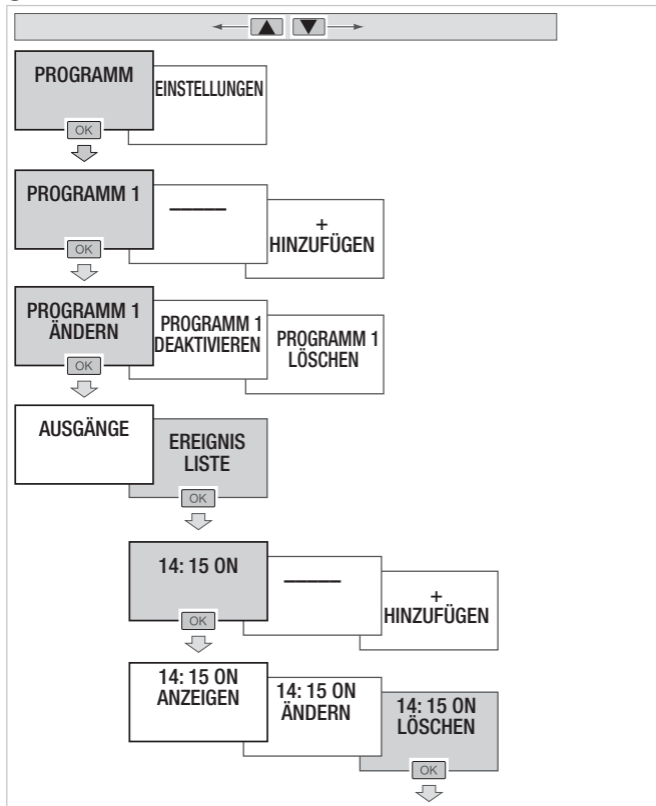 PROGRAMM
EINSTELLUNGEN
OK
PROGRAMM 1
–––––
+
HINZUFÜGEN
OK
PROGRAMM 1
ÄNDERN
PROGRAMM 1
DEAKTIVIEREN
PROGRAMM 1
LÖSCHEN
OK
AUSGÄNGE
EREIGNIS
LISTE
OK
14: 15 ON
–––––
+
HINZUFÜGEN
OK
14: 15 ON
ANZEIGEN
14: 15 ON
ÄNDERN
14: 15 ON
LÖSCHEN
OK